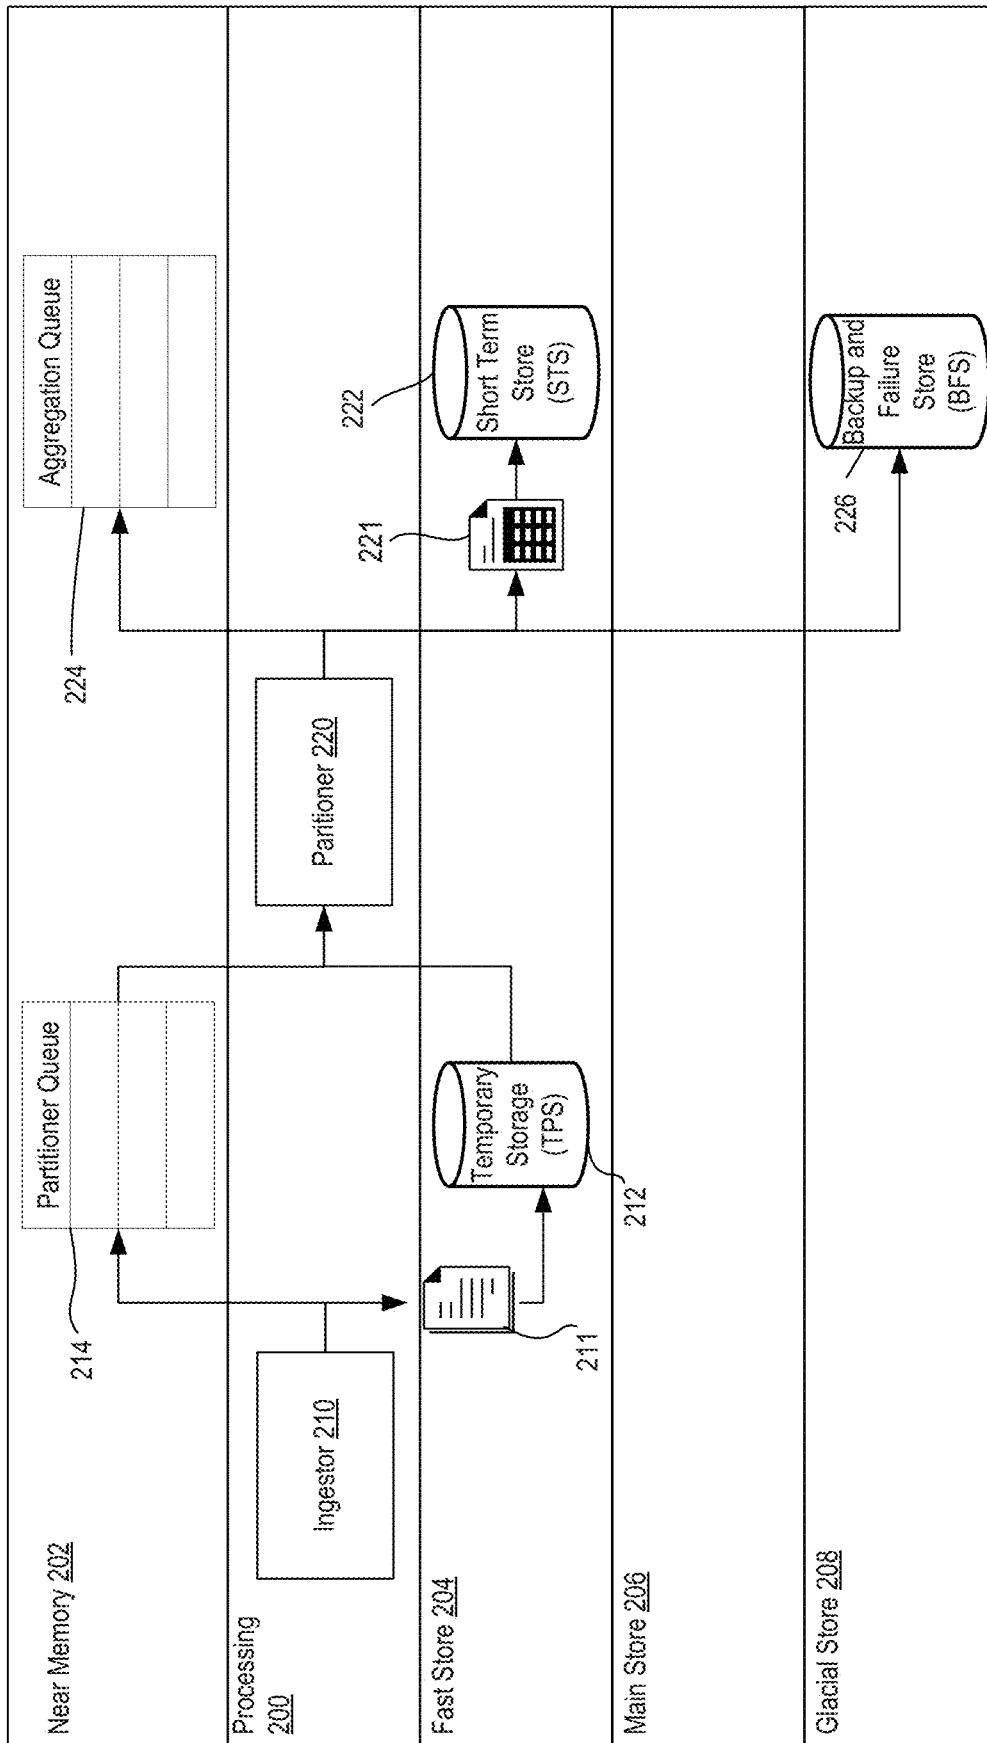 Near Memory 202
214
Partitioner Queue
224
Aggregation Queue
Processing
200
Ingestor 210
Paritioner 220
Fast Store 204
211
Temporary
Storage
(TPS)
212
221
222
Short Term
Store
(STS)
Main Store 206
Glacial Store 208
226
Backup and
Failure
Store
(BFS)